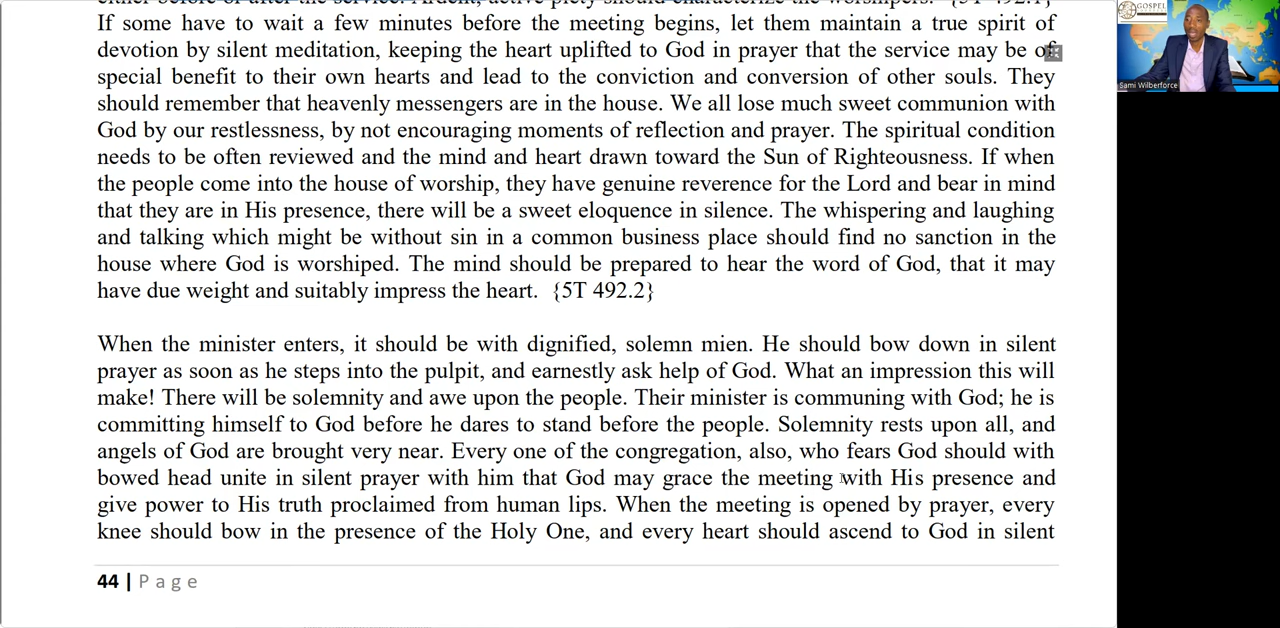 either before or after the service. Ardent, active piety should characterize the worshipers. {5T 492.1}
If some have to wait a few minutes before the meeting begins, let them maintain a true spirit of
devotion by silent meditation, keeping the heart uplifted to God in prayer that the service may be of
special benefit to their own hearts and lead to the conviction and conversion of other souls. They
should remember that heavenly messengers are in the house. We all lose much sweet communion with
God by our restlessness, by not encouraging moments of reflection and prayer. The spiritual condition
needs to be often reviewed and the mind and heart drawn toward the Sun of Righteousness. If when
the people come into the house of worship, they have genuine reverence for the Lord and bear in mind
that they are in His presence, there will be a sweet eloquence in silence. The whispering and laughing
and talking which might be without sin in a common business place should find no sanction in the
house where God is worshiped. The mind should be prepared to hear the word of God, that it may
have due weight and suitably impress the heart. {5T 492.2}
When the minister enters, it should be with dignified, solemn mien. He should bow down in silent
prayer as soon as he steps into the pulpit, and earnestly ask help of God. What an impression this will
make! There will be solemnity and awe upon the people. Their minister is communing with God; he is
committing himself to God before he dares to stand before the people. Solemnity rests upon all, and
angels of God are brought very near. Every one of the congregation, also, who fears God should with
bowed head unite in silent prayer with him that God may grace the meeting with His presence and
give power to His truth proclaimed from human lips. When the meeting is opened by prayer, every
knee should bow in the presence of the Holy One, and every heart should ascend to God in silent
44 | Page
GOSPEL
Sami Wilberforce